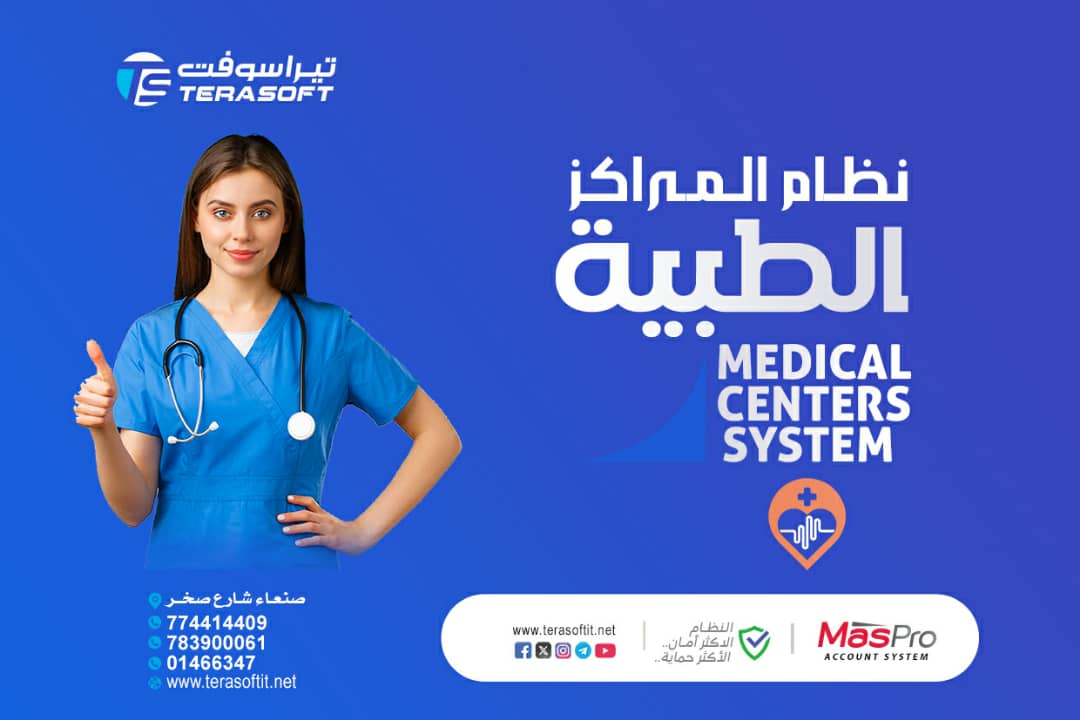 تيراسوفت
TERASOFT
نظام المراكز
الطبية
MEDICAL
CENTERS
SYSTEM
صنعاء شارع صخر
774414409
783900061
01466347
www.terasoftit.net
www.terasoftit.net
النظام
الاكثر أمان..
الأكثر حماية..
MasPro
ACCOUNT SYSTEM